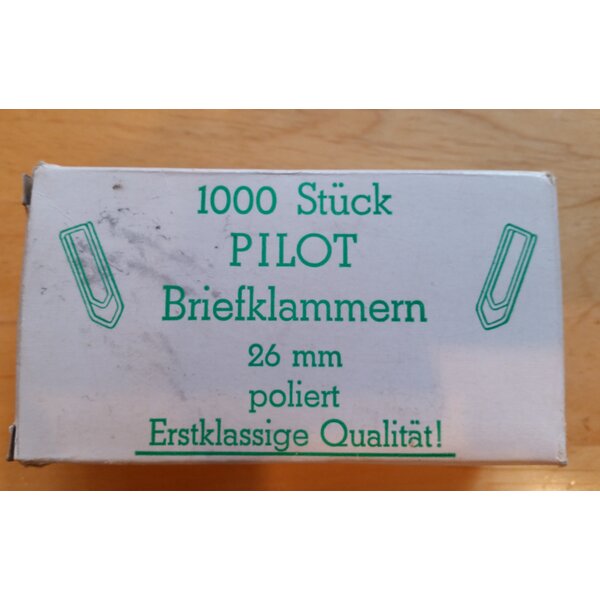 1000 Stück
PILOT
Briefklammern
26 mm
poliert
Erstklassige Qualität!